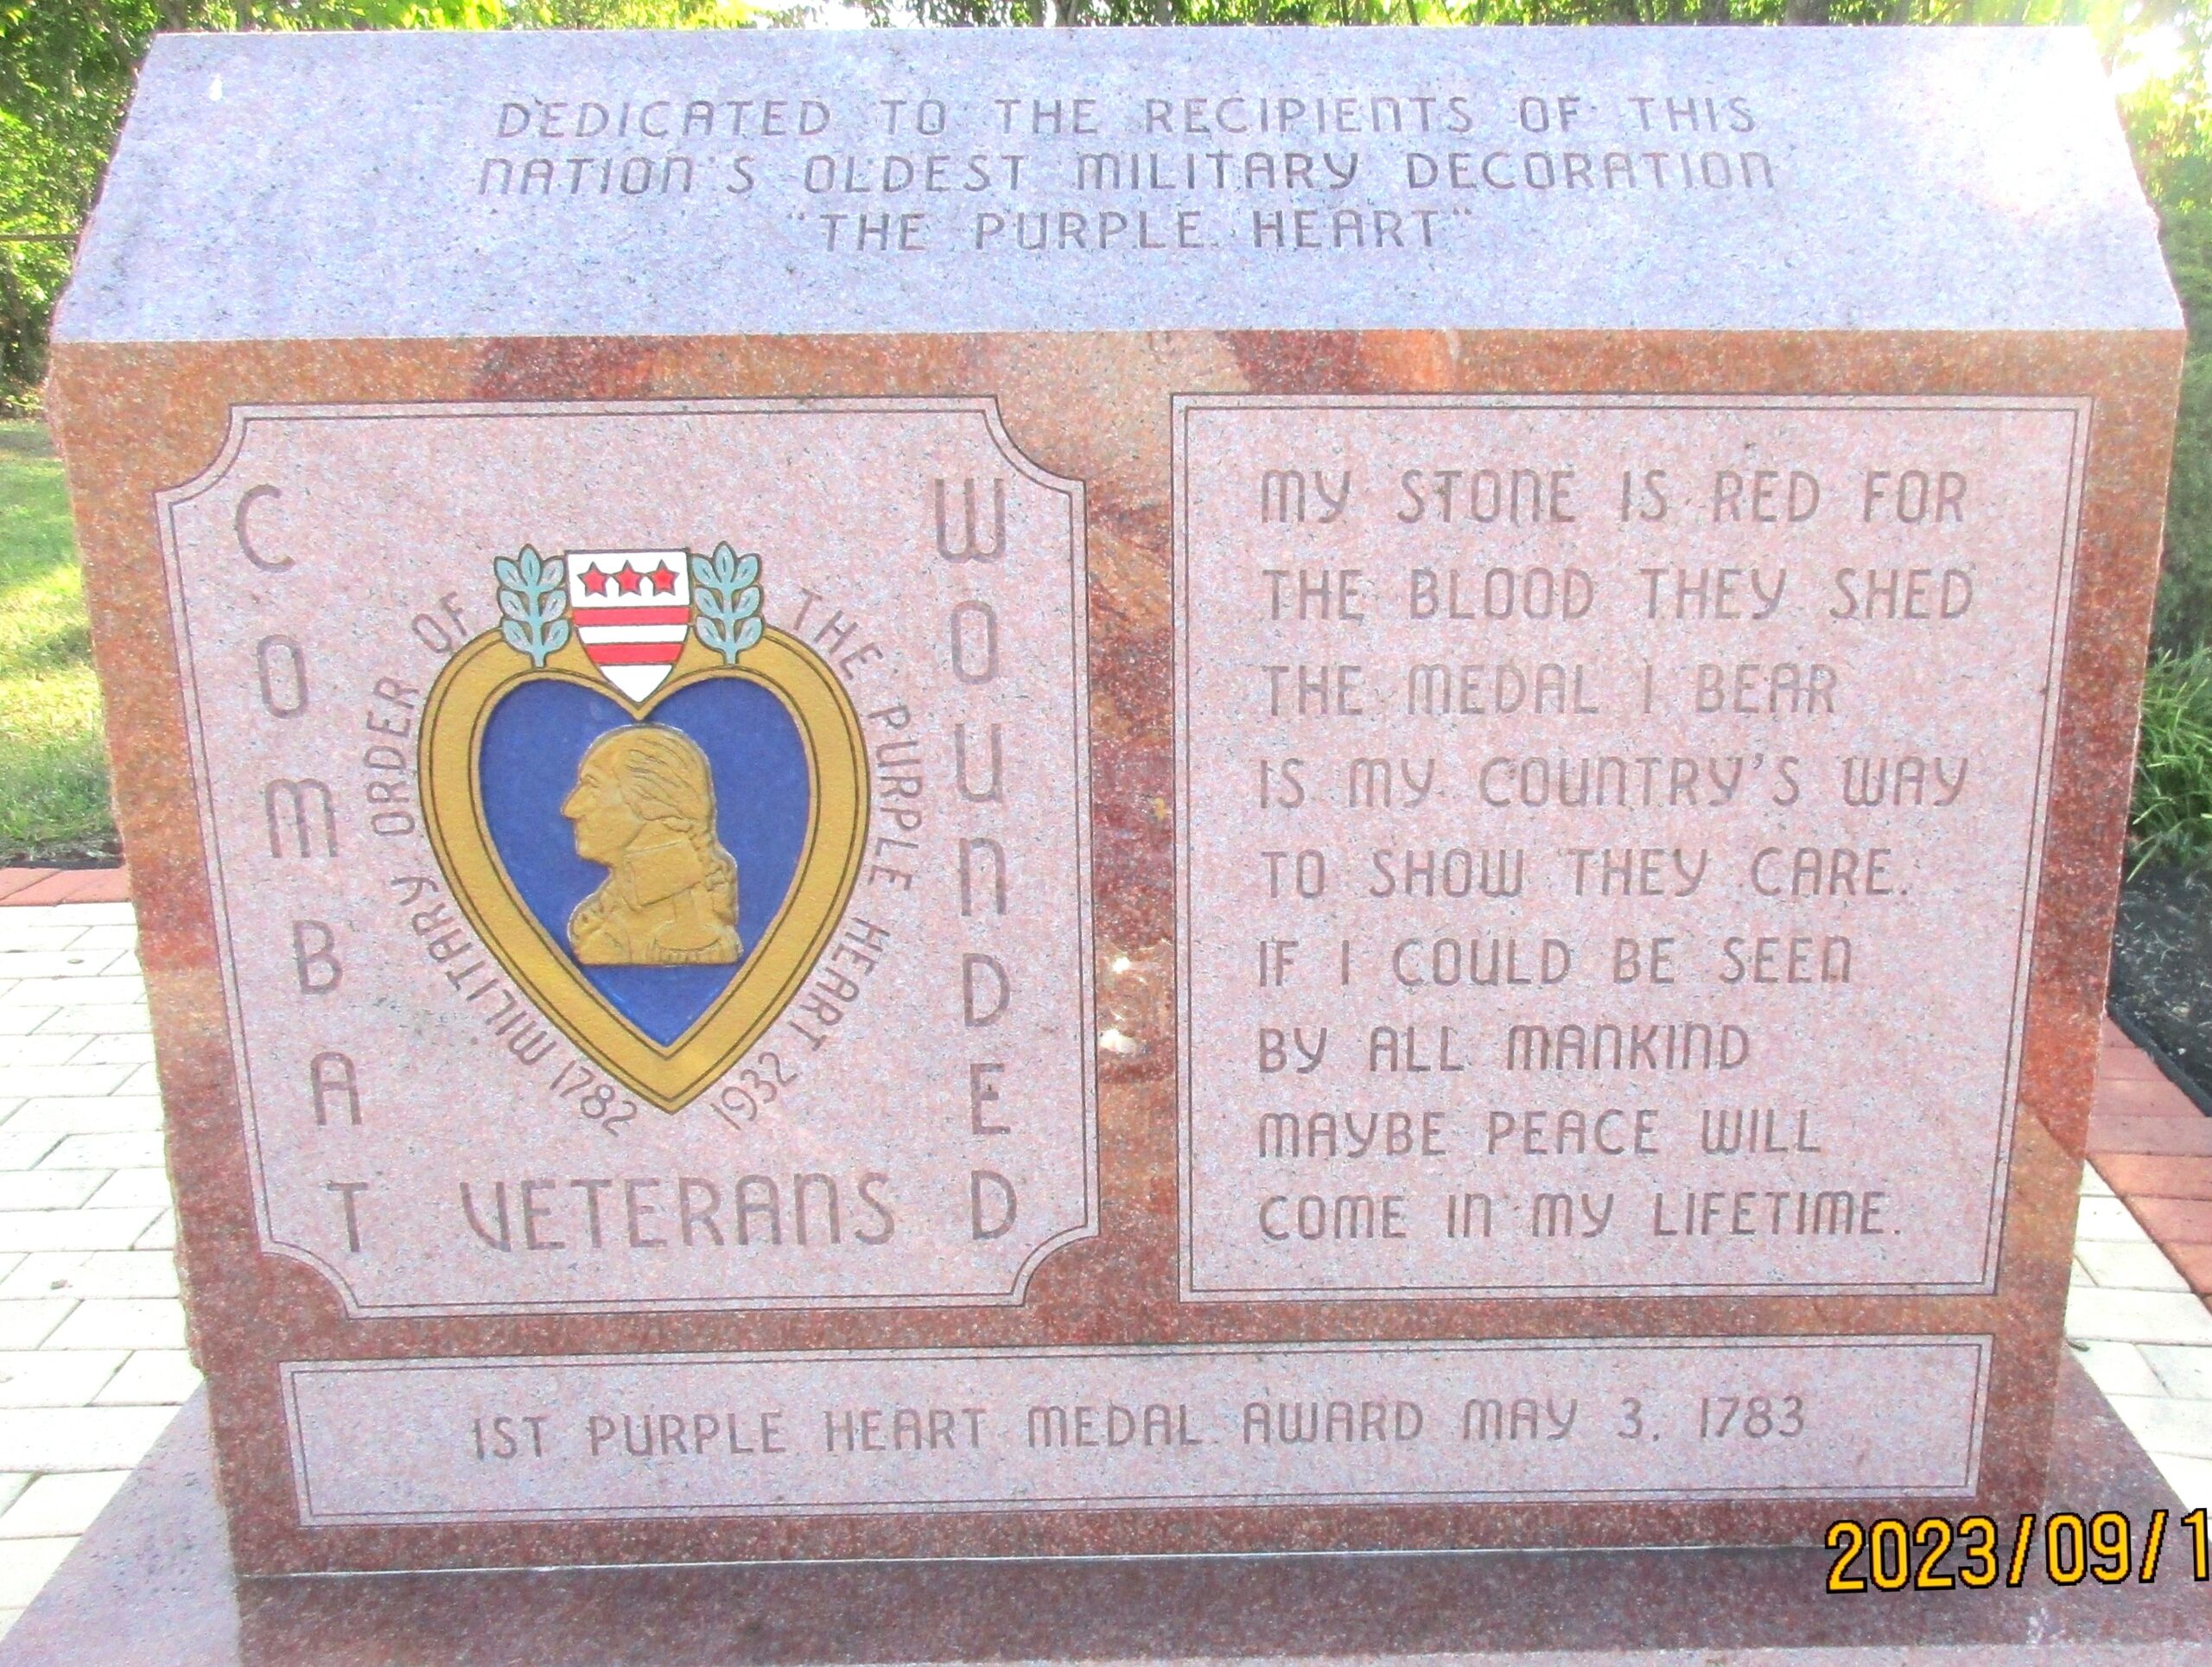 DEDICATED TO THE RECIPIENTS OF THIS
NATION'S OLDEST MILITARY DECORATION
"THE PURPLE HEART"
COMBAT
WOUNDED
VETERANS
MILITARY ORDER OF THE PURPLE HEART
1782 1932
MY STONE IS RED FOR
THE BLOOD THEY SHED
THE MEDAL I BEAR
IS MY COUNTRY'S WAY
TO SHOW THEY CARE.
IF I COULD BE SEEN
BY ALL MANKIND
MAYBE PEACE WILL
COME IN MY LIFETIME.
1ST PURPLE HEART MEDAL AWARD MAY 3, 1783
2023/09/1